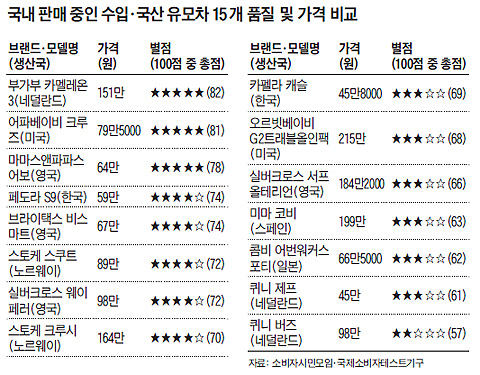 국내 판매 중인 수입·국산 유모차 15개 품질 및 가격 비교
브랜드·모델명 가격 별점
(생산국) (원) (100점 중 총점)
부가부 카멜레온
3(네덜란드) 151만 ★★★★★(82)
어파베이비 크루
즈(미국) 79만5000 ★★★★★(81)
마마스앤파파스
어보(영국) 64만 ★★★★★(78)
페도라 S9(한국) 59만 ★★★★☆(74)
브라이택스 비스
마트(영국) 67만 ★★★★☆(74)
스토케 스쿠트
(노르웨이) 89만 ★★★★☆(72)
실버크로스 웨이
페러(영국) 98만 ★★★★☆(72)
스토케 크루시
(노르웨이) 164만 ★★★★☆(70)
브랜드·모델명 가격 별점
(생산국) (원) (100점 중 총점)
카펠라 캐슬
(한국) 45만8000 ★★★☆☆(69)
오르빗베이비
G2트래블올인팩
(미국) 215만 ★★★☆☆(68)
실버크로스 서프
올테리언(영국) 184만2000 ★★★☆☆(66)
미마 코비
(스페인) 199만 ★★★☆☆(63)
콤비 어번워커스
포티(일본) 66만5000 ★★★☆☆(62)
퀴니 제프
(네덜란드) 45만 ★★★☆☆(61)
퀴니 버즈
(네덜란드) 98만 ★★☆☆☆(57)
자료: 소비자시민모임·국제소비자테스트기구